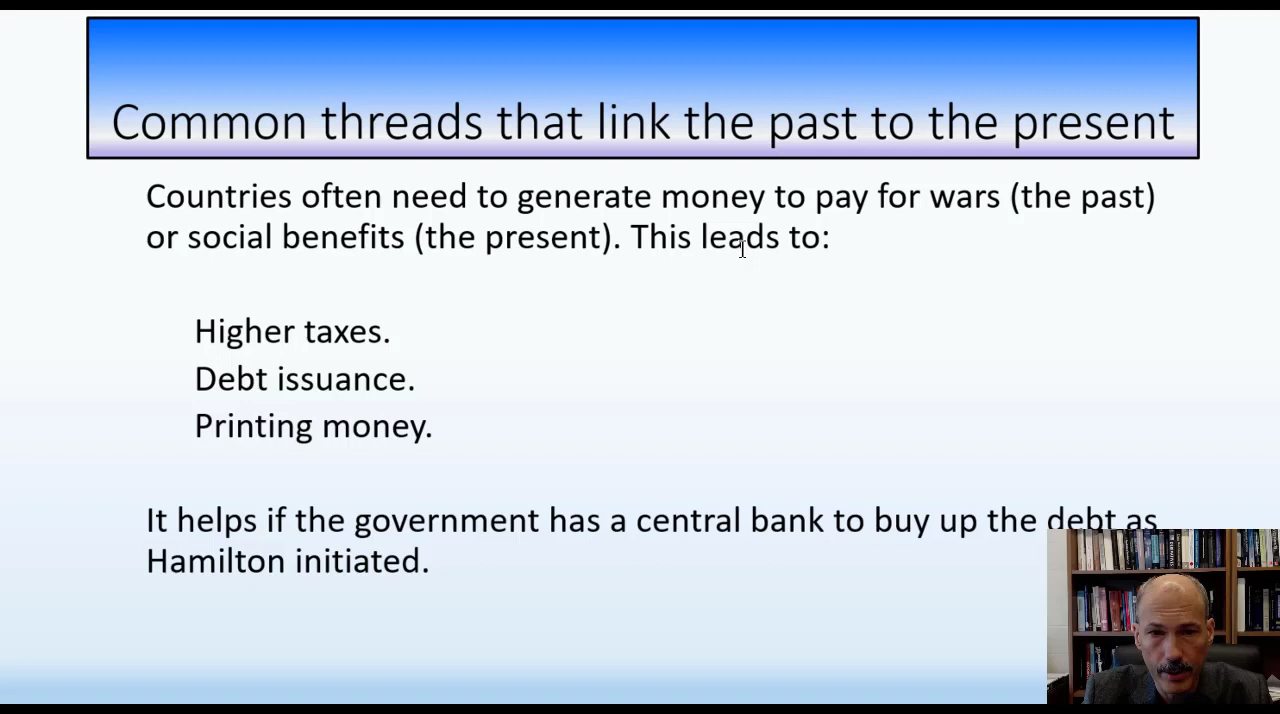 Common threads that link the past to the present
Countries often need to generate money to pay for wars (the past)
or social benefits (the present). This leads to:
Higher taxes.
Debt issuance.
Printing money.
It helps if the government has a central bank to buy up the debt as
Hamilton initiated.